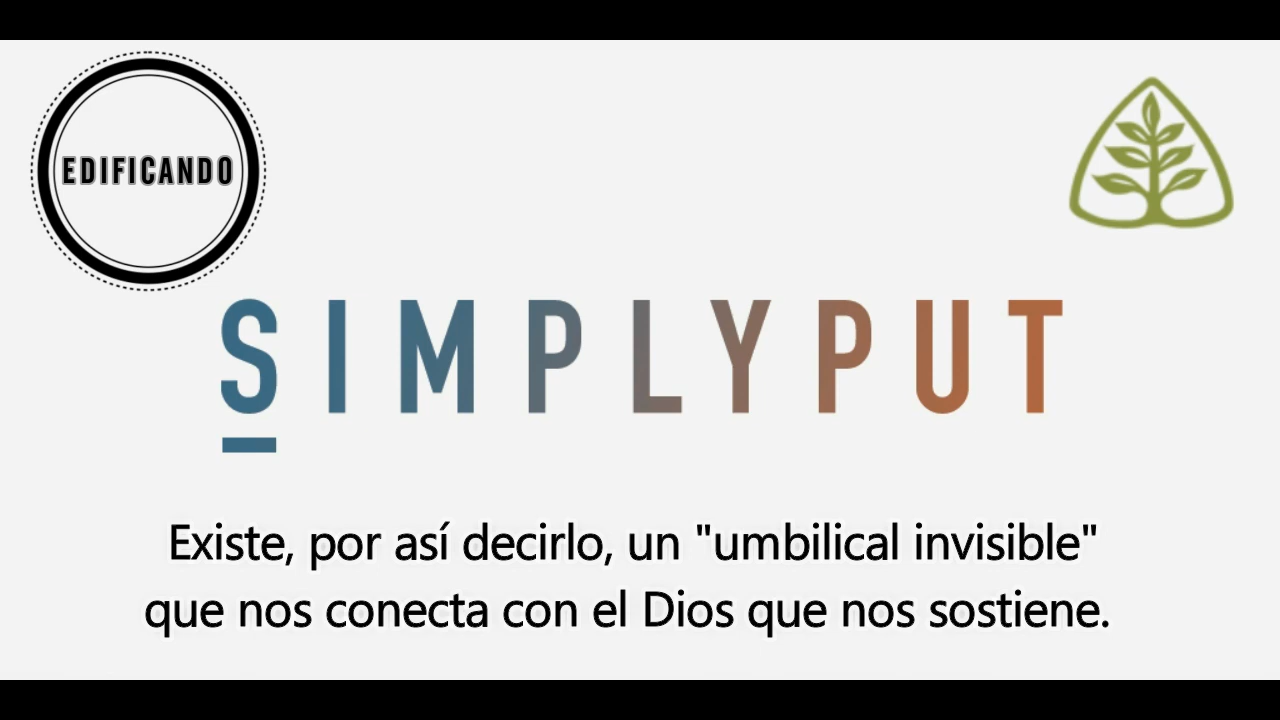 EDIFICANDO
SIMPLYPUT
Existe, por así decirlo, un "umbilical invisible"
que nos conecta con el Dios que nos sostiene.